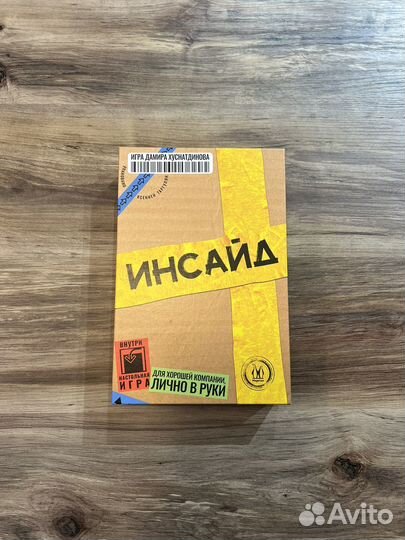 ИГРА ДАМИРА ХУСНАТДИНОВА
ИНСАЙД
ВНУТРИ
НАСТОЛЬНАЯ
ИГРА
ДЛЯ ХОРОШЕЙ КОМПАНИИ,
ЛИЧНО В РУКИ
Avito